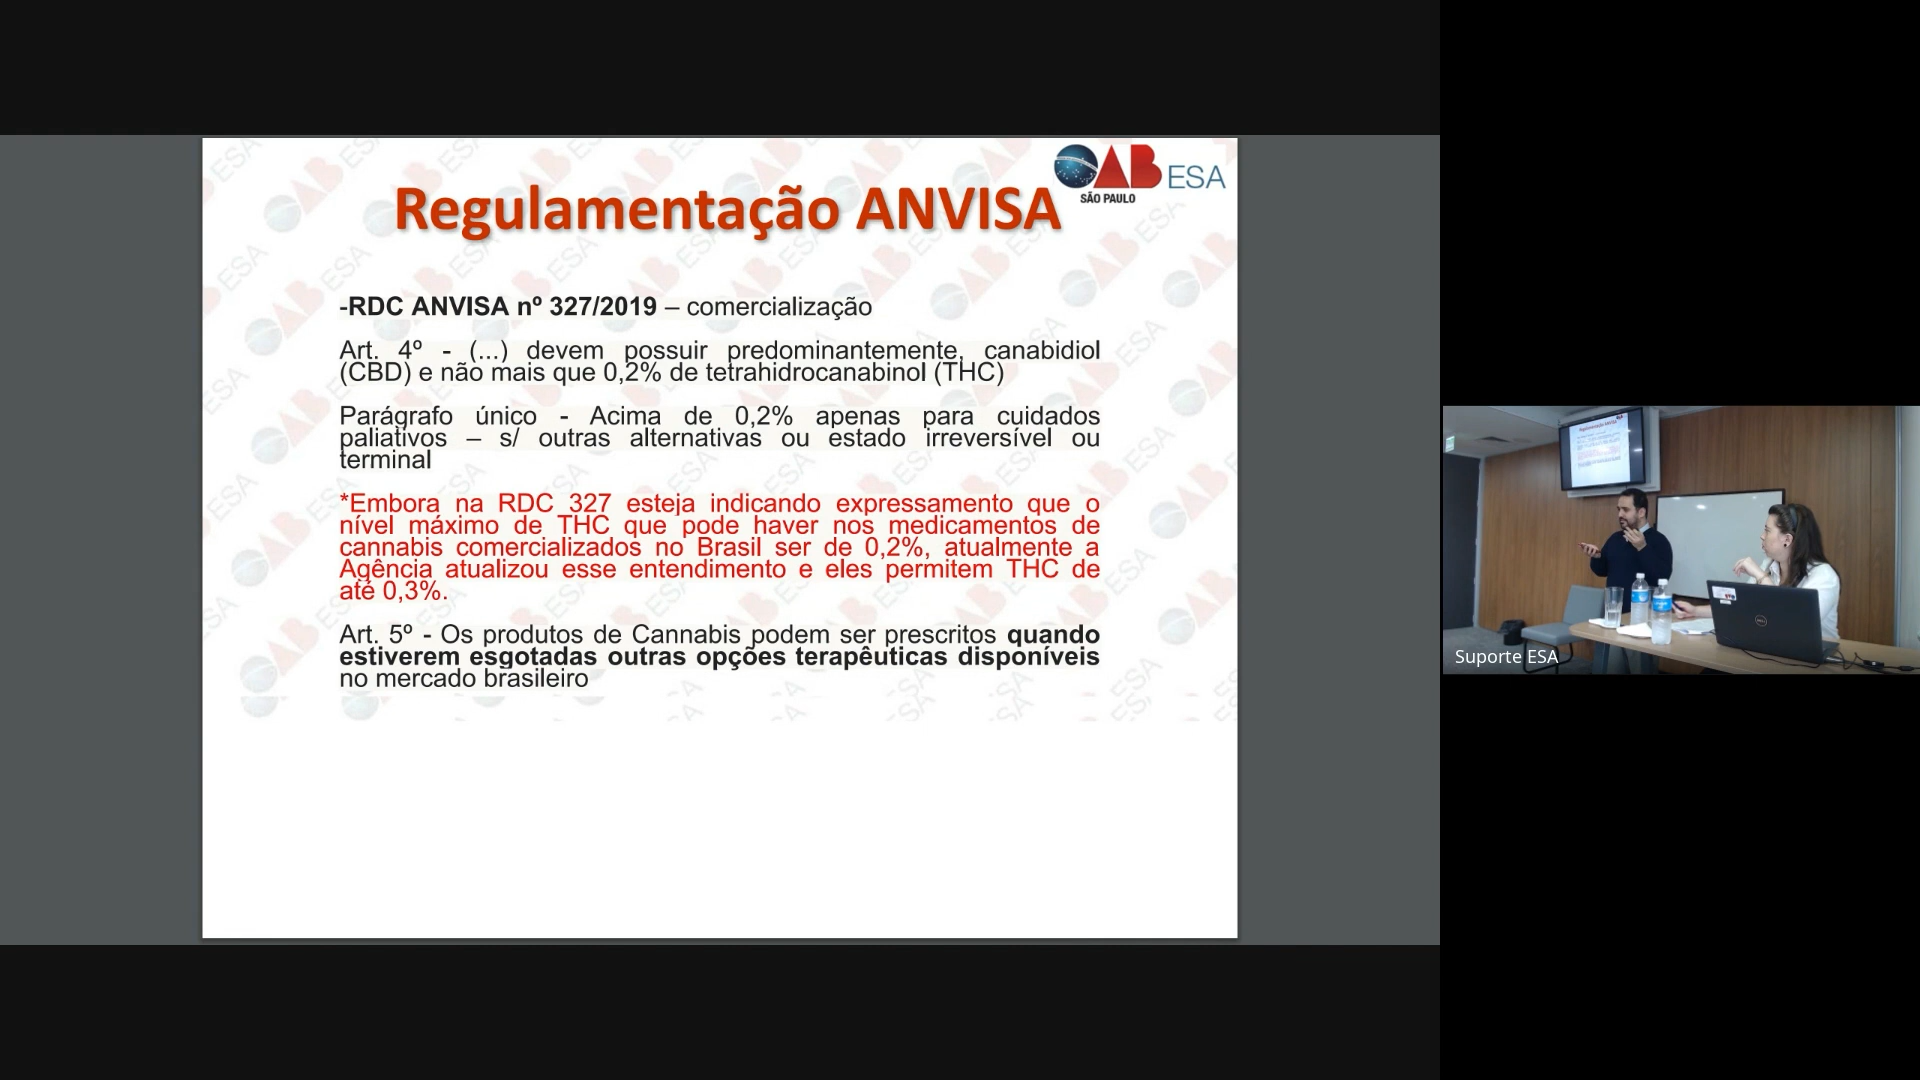 OAB ESA
SÃO PAULO
Regulamentação ANVISA
-RDC ANVISA nº 327/2019 – comercialização
Art. 4º - (...) devem possuir predominantemente, canabidiol
(CBD) e não mais que 0,2% de tetrahidrocanabinol (THC)
Parágrafo único - Acima de 0,2% apenas para cuidados
paliativos – s/ outras alternativas ou estado irreversível ou
terminal
*Embora na RDC 327 esteja indicando expressamento que o
nível máximo de THC que pode haver nos medicamentos de
cannabis comercializados no Brasil ser de 0,2%, atualmente a
Agência atualizou esse entendimento e eles permitem THC de
até 0,3%.
Art. 5º - Os produtos de Cannabis podem ser prescritos quando
estiverem esgotadas outras opções terapêuticas disponíveis
no mercado brasileiro
Suporte ESA